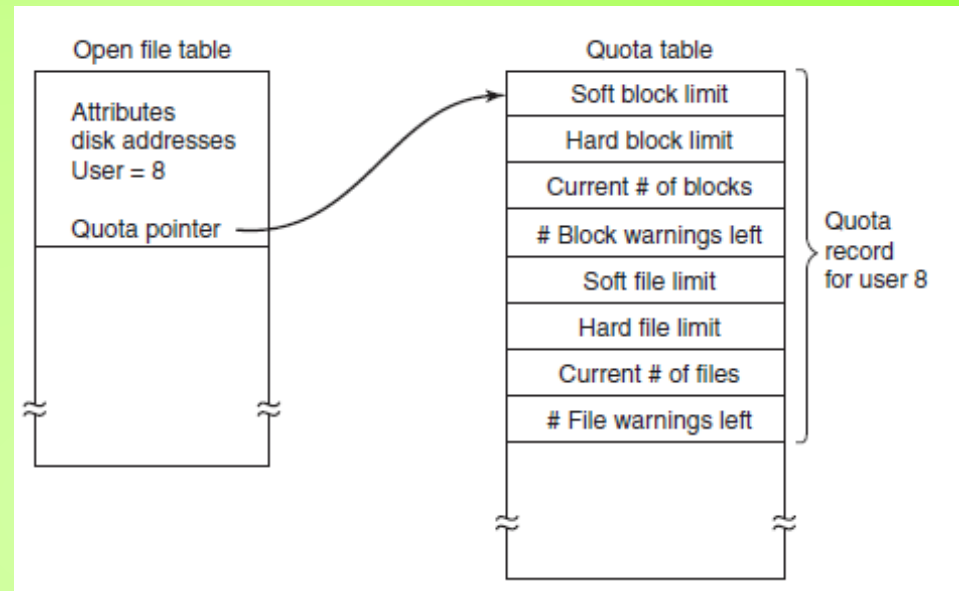 Open file table
Attributes
disk addresses
User = 8
Quota pointer
Quota table
Soft block limit
Hard block limit
Current # of blocks
# Block warnings left
Soft file limit
Hard file limit
Current # of files
# File warnings left
Quota
record
for user 8